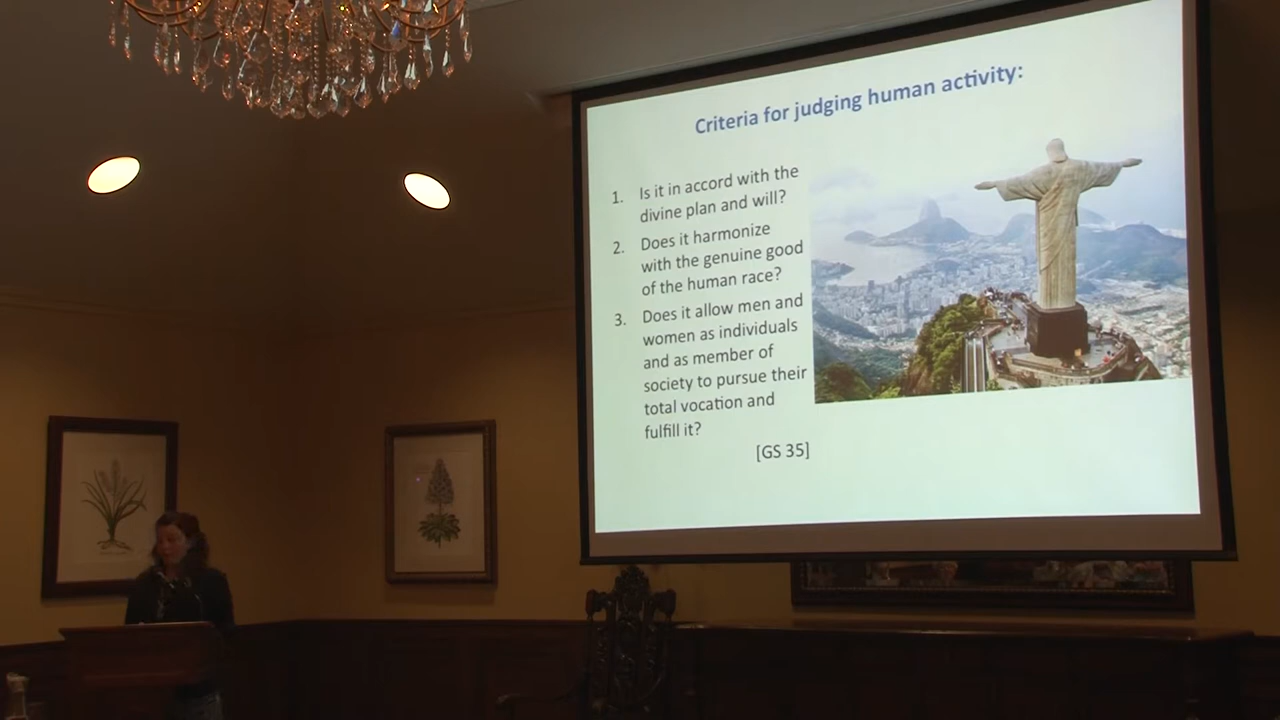 Criteria for judging human activity:
1. Is it in accord with the
divine plan and will?
2. Does it harmonize
with the genuine good
of the human race?
3. Does it allow men and
women as individuals
and as member of
society to pursue their
total vocation and
fulfill it?
[GS 35]